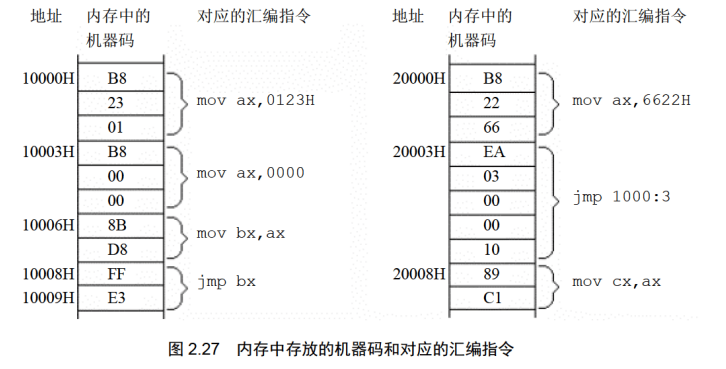 地址 内存中的 对应的汇编指令
机器码
10000H B8
23 mov ax,0123H
01
10003H B8
00 mov ax,0000
00
10006H 8B
D8 mov bx,ax
10008H FF
jmp bx
10009H E3
地址 内存中的 对应的汇编指令
机器码
20000H B8
22 mov ax,6622H
66
20003H EA
03
00 jmp 1000:3
00
10
20008H 89
mov cx,ax
C1
图 2.27 内存中存放的机器码和对应的汇编指令